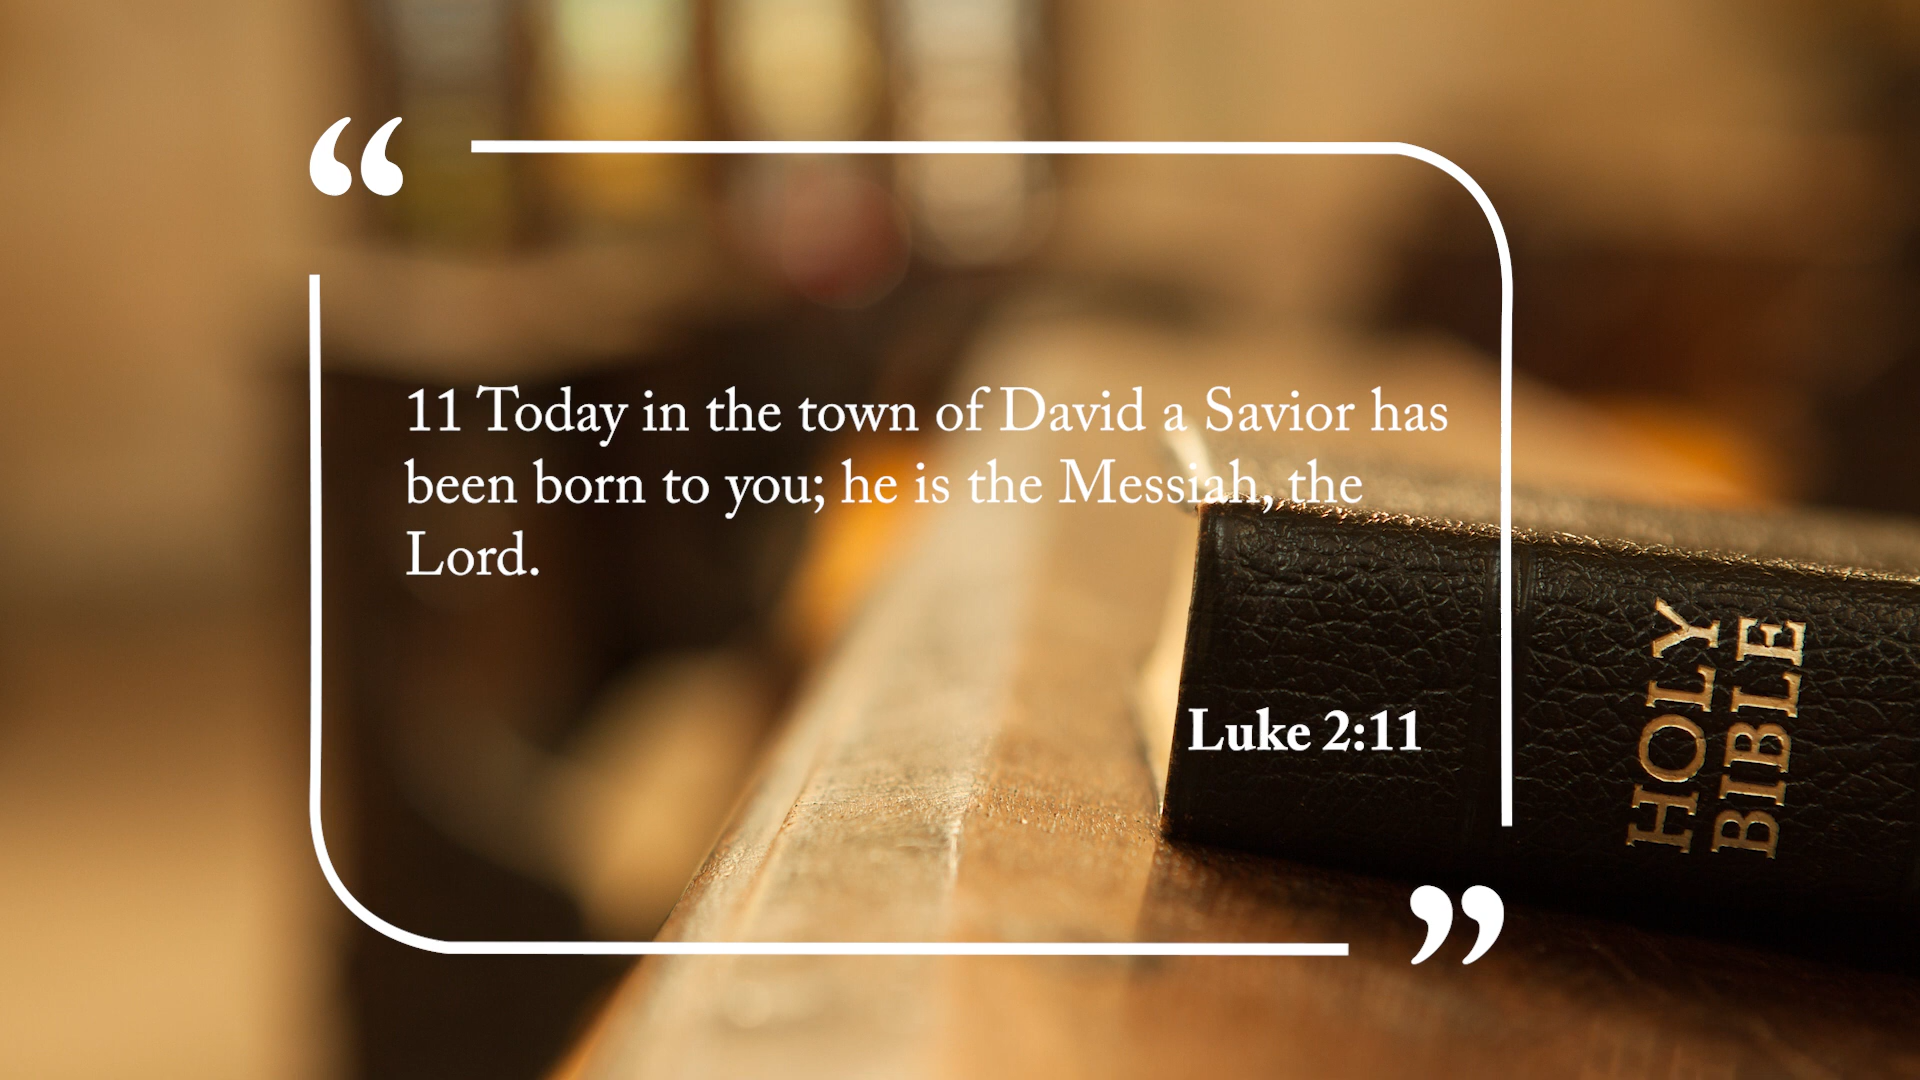 “
11 Today in the town of David a Savior has
been born to you; he is the Messiah, the
Lord.
Luke 2:11
”
HOLY
BIBLE